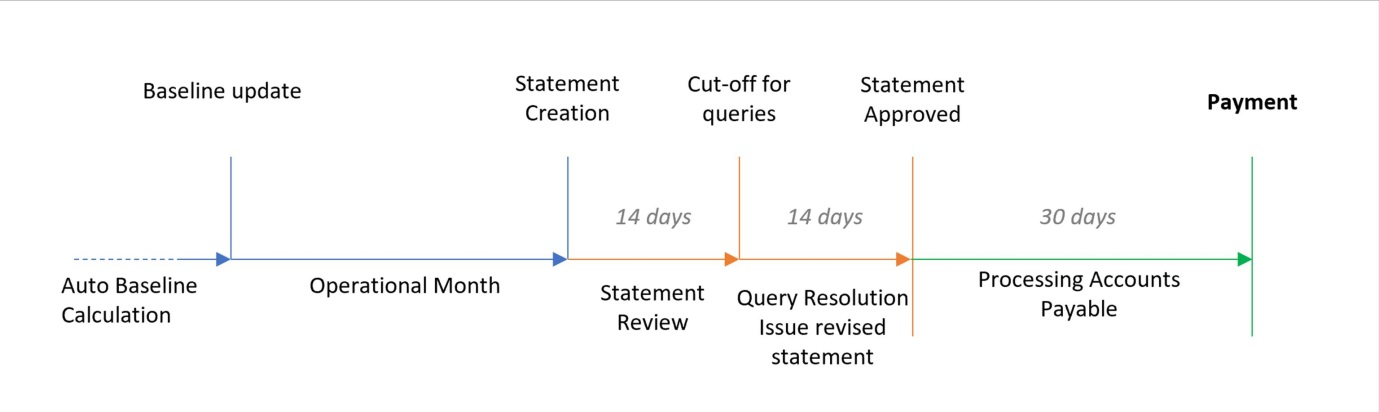 Baseline update
Statement
Creation
Cut-off for
queries
Statement
Approved
Payment
14 days
14 days
30 days
Auto Baseline
Calculation
Operational Month
Statement
Review
Query Resolution
Issue revised
statement
Processing Accounts
Payable